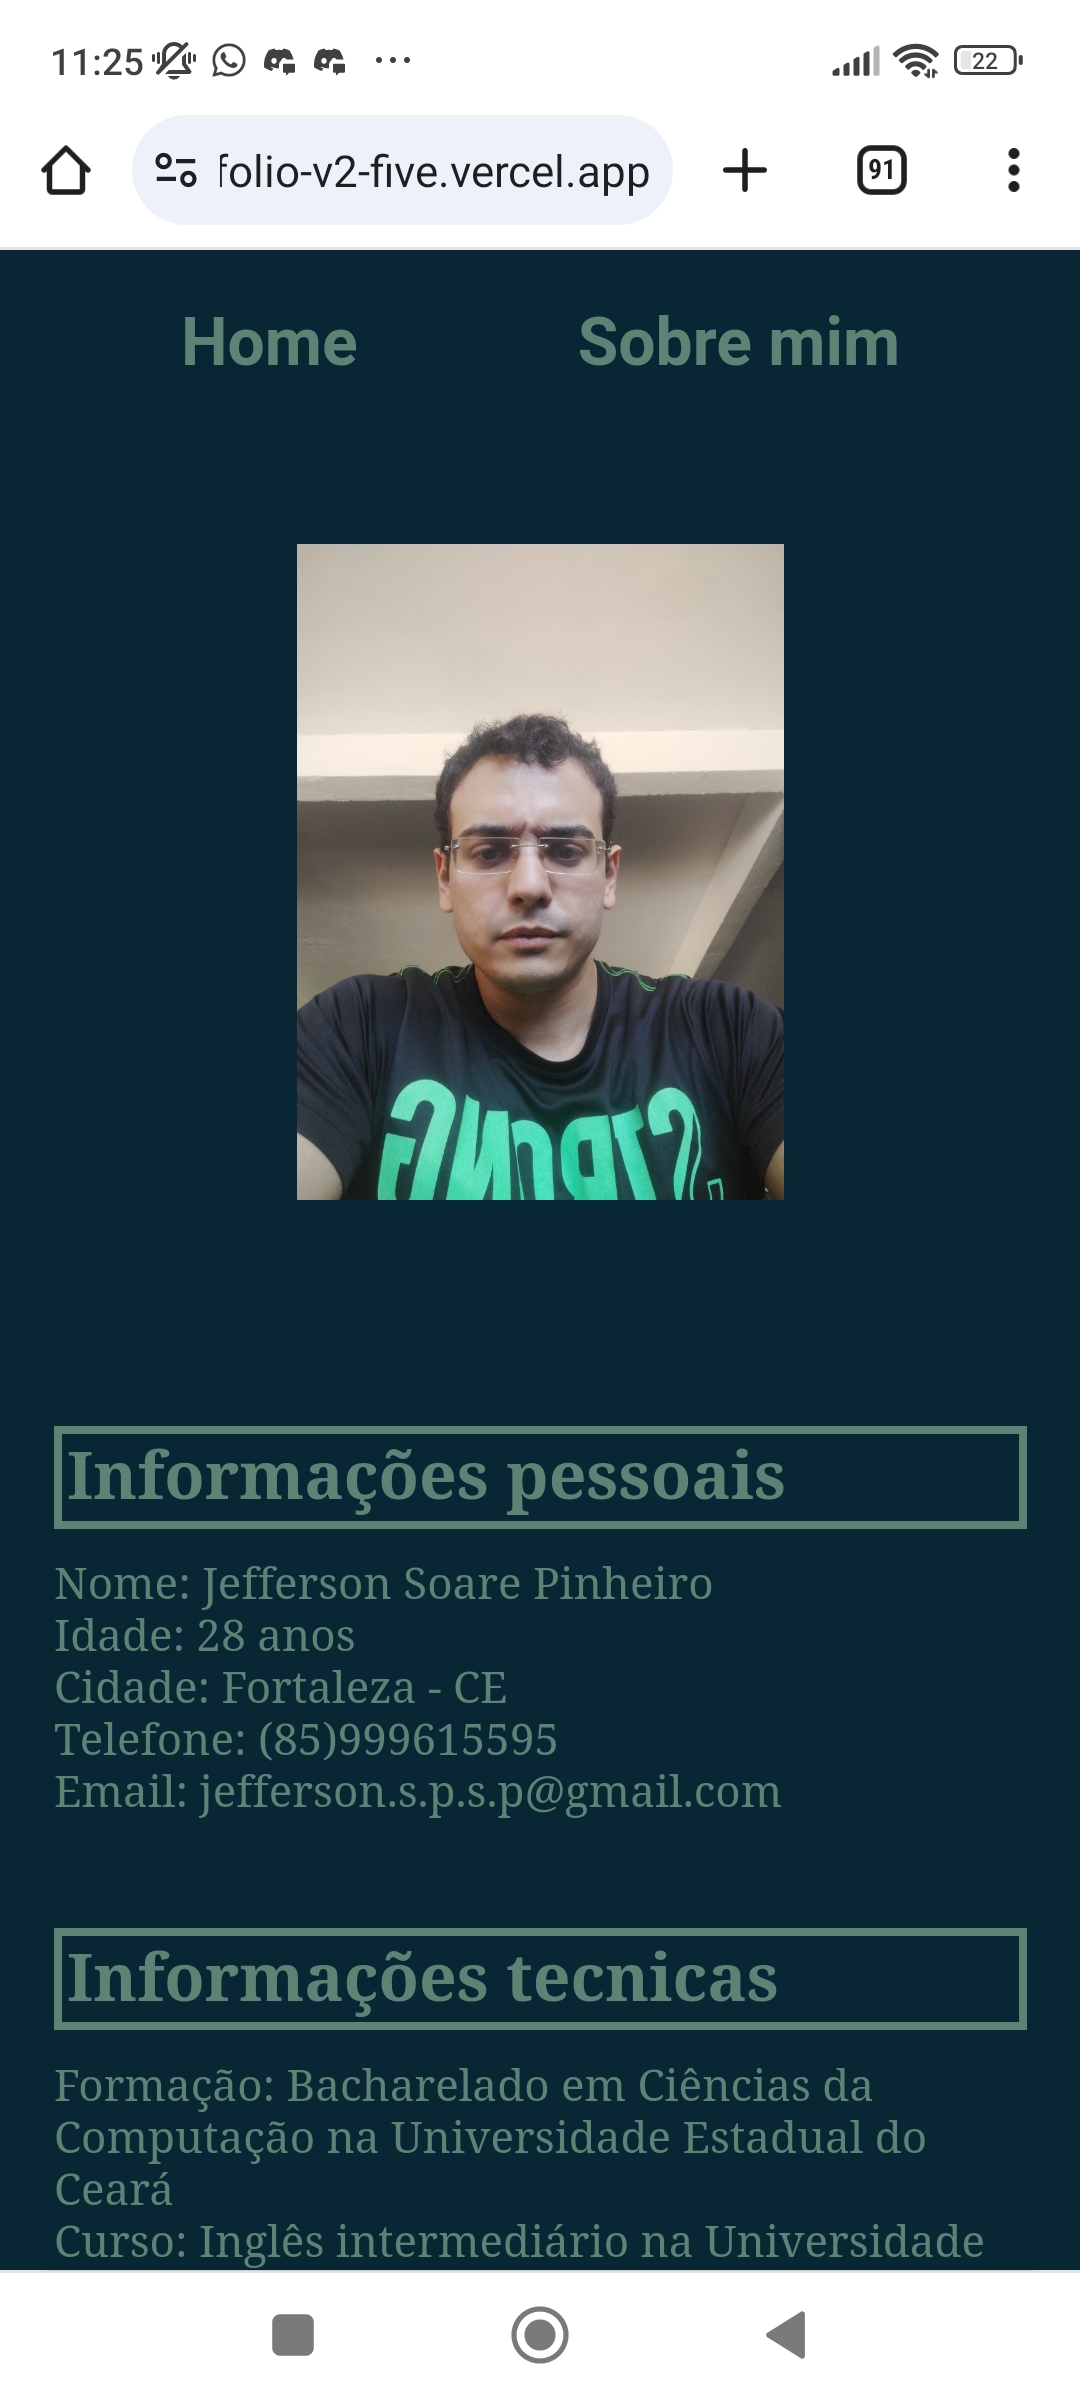 11:25
22
folio-v2-five.vercel.app
91
Home
Sobre mim
STRONG
Informações pessoais
Nome: Jefferson Soare Pinheiro
Idade: 28 anos
Cidade: Fortaleza - CE
Telefone: (85)999615595
Email: jefferson.s.p.s.p@gmail.com
Informações tecnicas
Formação: Bacharelado em Ciências da
Computação na Universidade Estadual do
Ceará
Curso: Inglês intermediário na Universidade